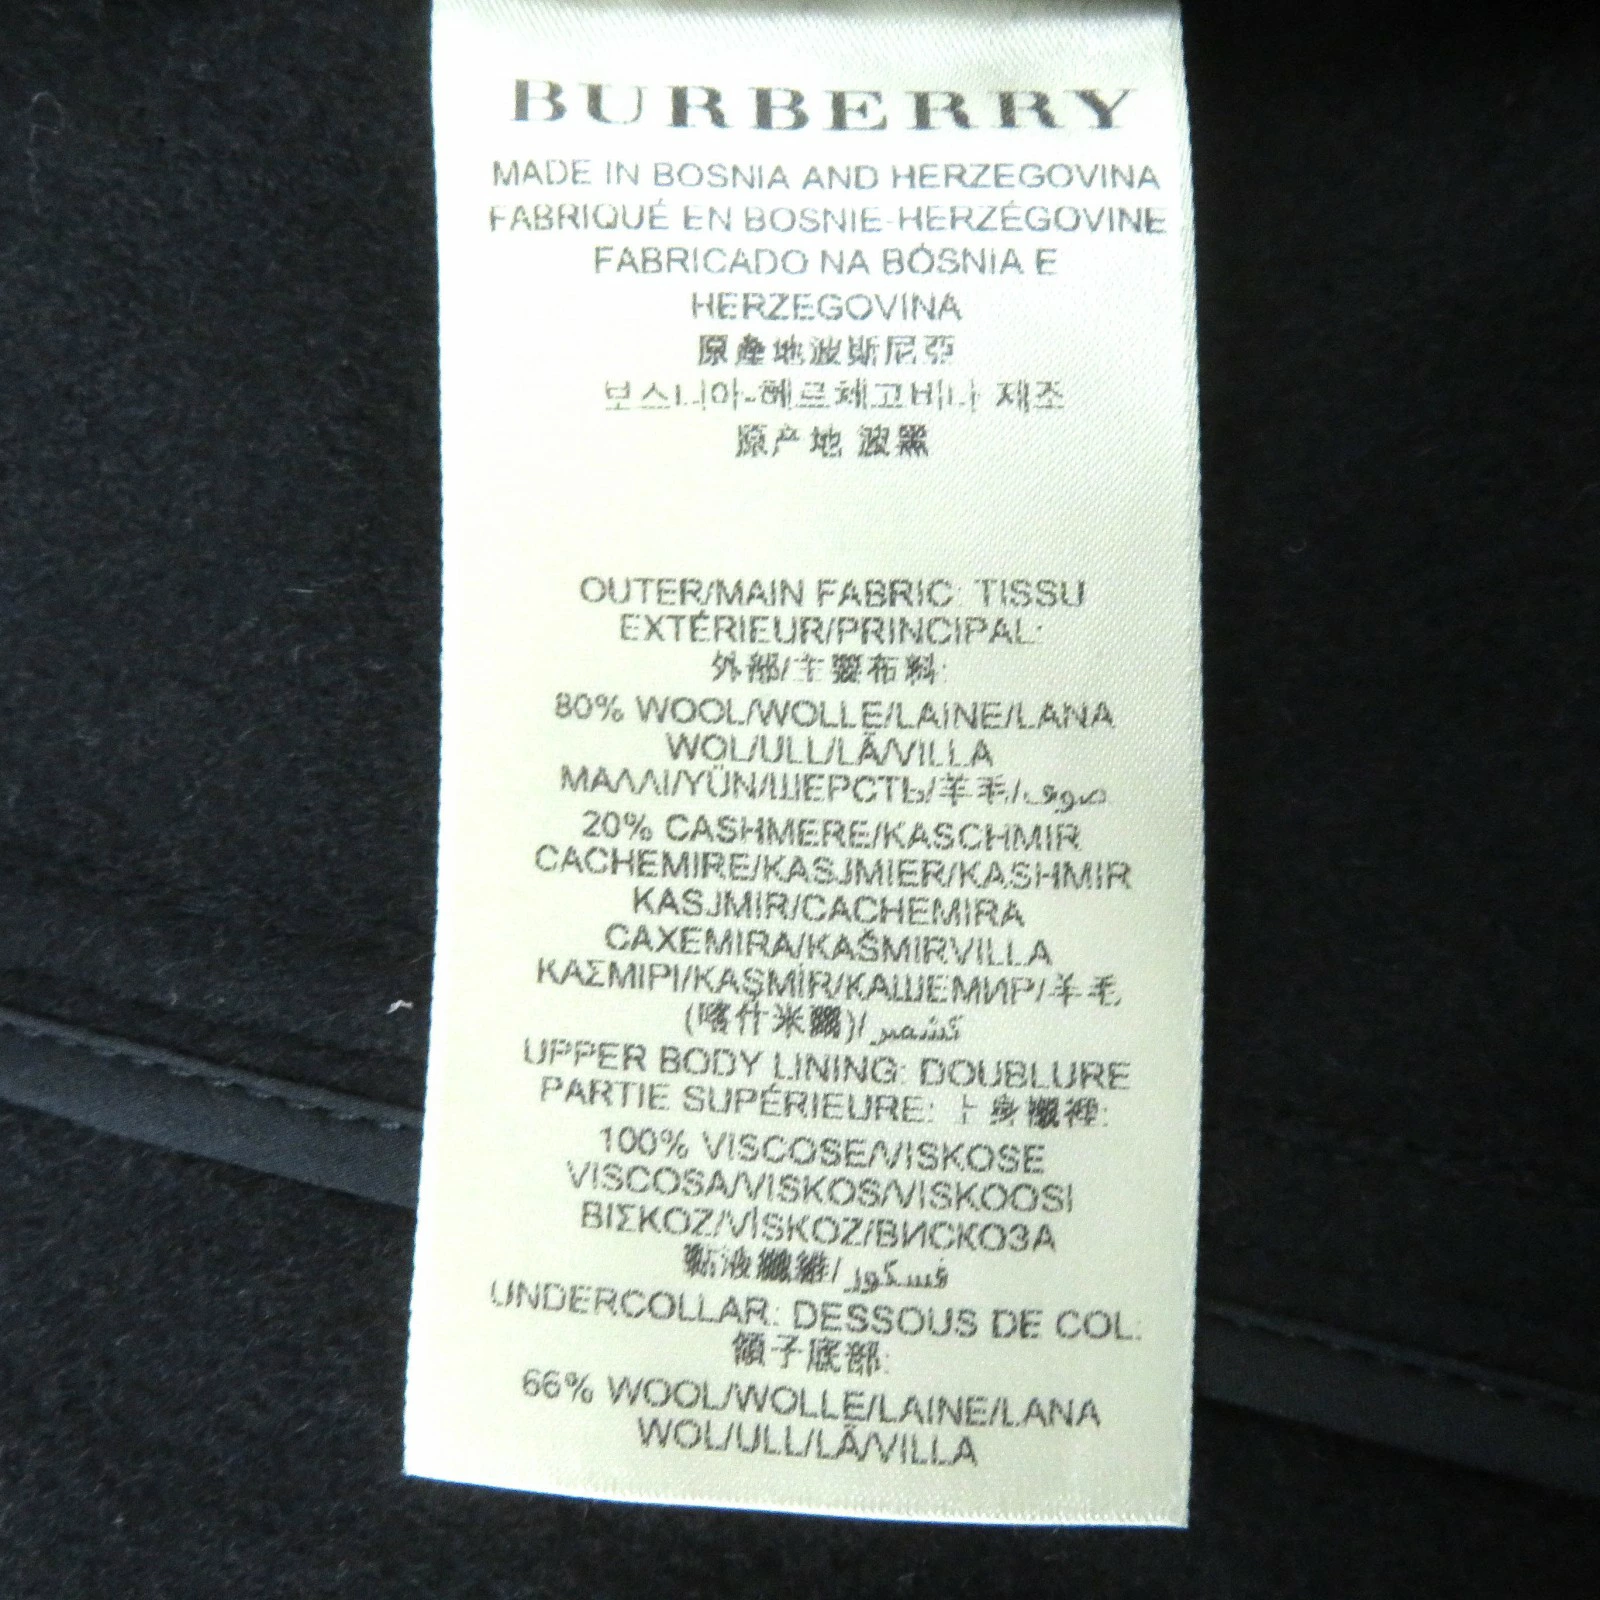 BURBERRY
MADE IN BOSNIA AND HERZEGOVINA
FABRIQUÉ EN BOSNIE-HERZÉGOVINE
FABRICADO NA BÓSNIA E
HERZEGOVINA
原產地波斯尼亞
보스니아-헤르체고비나 제조
原产地 波黑
OUTER/MAIN FABRIC: TISSU
EXTÉRIEUR/PRINCIPAL:
外部/主要布料:
80% WOOL/WOLLE/LAINE/LANA
WOL/ULL/LÃ/VILLA
ΜΑΛΛΙ/YÜN/ШЕРСТЬ/羊毛/صوف
20% CASHMERE/KASCHMIR
CACHEMIRE/KASJMIER/KASHMIR
KASJMIR/CACHEMIRA
CAXEMIRA/KAŠMIRVILLA
ΚΑΣΜΙΡΙ/KAŞMİR/КАШЕМИР/羊毛
(喀什米爾)/كشمير
UPPER BODY LINING: DOUBLURE
PARTIE SUPÉRIEURE: 上身襯裡:
100% VISCOSE/VISKOSE
VISCOSA/VISKOS/VISKOOSI
ΒΙΣΚΟΖ/VİSKOZ/ВИСКОЗА
黏液纖維/فسكوز
UNDERCOLLAR: DESSOUS DE COL:
領子底部:
66% WOOL/WOLLE/LAINE/LANA
WOL/ULL/LÃ/VILLA